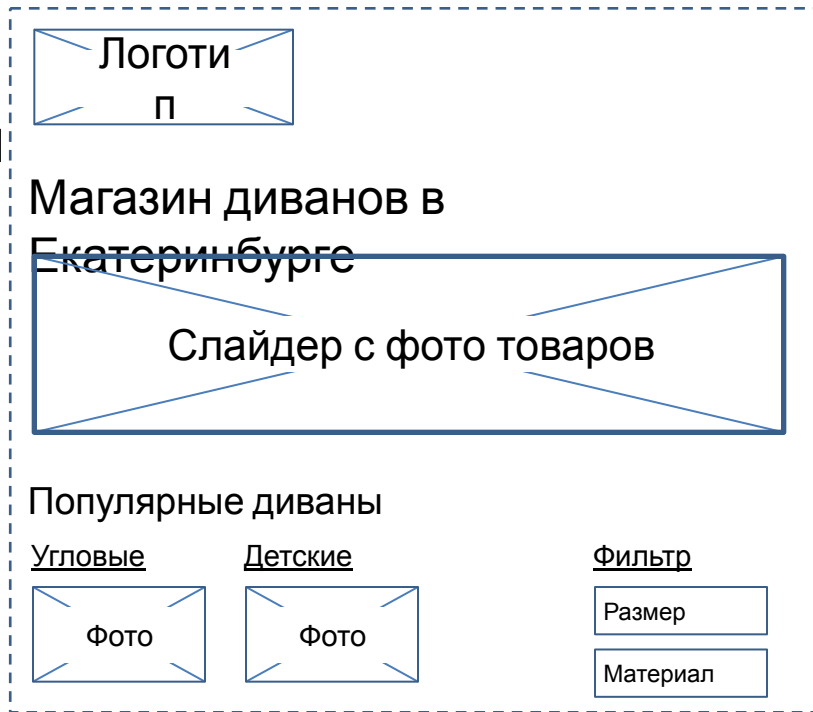 Логоти
п
Магазин диванов в
Екатеринбурге
Слайдер с фото товаров
Популярные диваны
Угловые Детские Фильтр
Фото Фото Размер
Материал